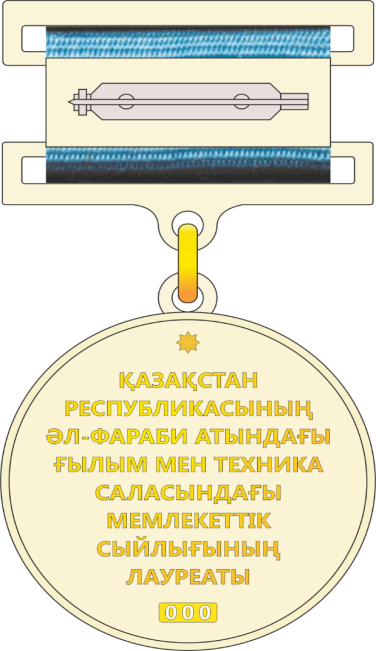 ҚАЗАҚСТАН
РЕСПУБЛИКАСЫНЫҢ
ӘЛ-ФАРАБИ АТЫНДАҒЫ
ҒЫЛЫМ МЕН ТЕХНИКА
САЛАСЫНДАҒЫ
МЕМЛЕКЕТТІК
СЫЙЛЫҒЫНЫҢ
ЛАУРЕАТЫ
000